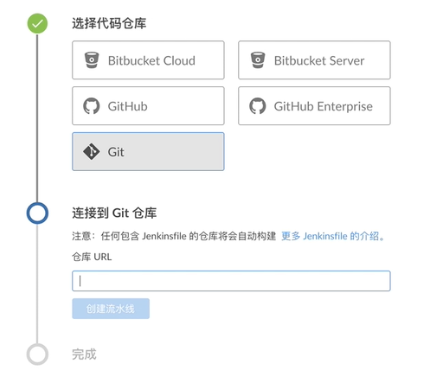 选择代码仓库
Bitbucket Cloud
Bitbucket Server
GitHub
GitHub Enterprise
Git
连接到 Git 仓库
注意：任何包含 Jenkinsfile 的仓库将会自动构建 更多 Jenkinsfile 的介绍。
仓库 URL
创建流水线
完成